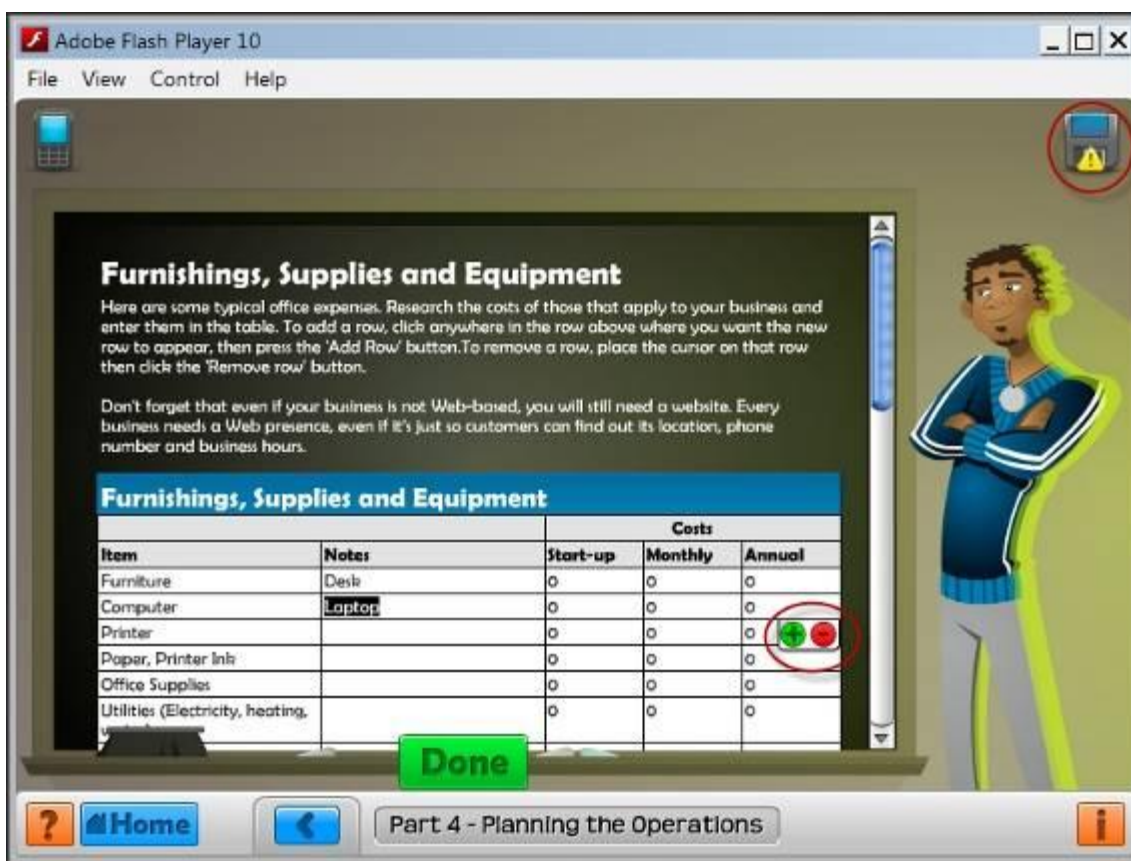 Adobe Flash Player 10
File View Control Help
Furnishings, Supplies and Equipment
Here are some typical office expenses. Research the costs of those that apply to your business and
enter them in the table. To add a row, click anywhere in the row above where you want the new
row to appear, then press the 'Add Row' button.To remove a row, place the cursor on that row
then click the 'Remove row' button.
Don't forget that even if your business is not Web-based, you will still need a website. Every
business needs a Web presence, even if it's just so customers can find out its location, phone
number and business hours.
Furnishings, Supplies and Equipment
Costs
Item Notes Start-up Monthly Annual
Furniture Desk 0 0 0
Computer Laptop 0 0 0
Printer 0 0 0
Paper, Printer Ink 0 0 0
Office Supplies 0 0 0
Utilities (Electricity, heating, 0 0 0
Done
? Home Part 4 - Planning the Operations i